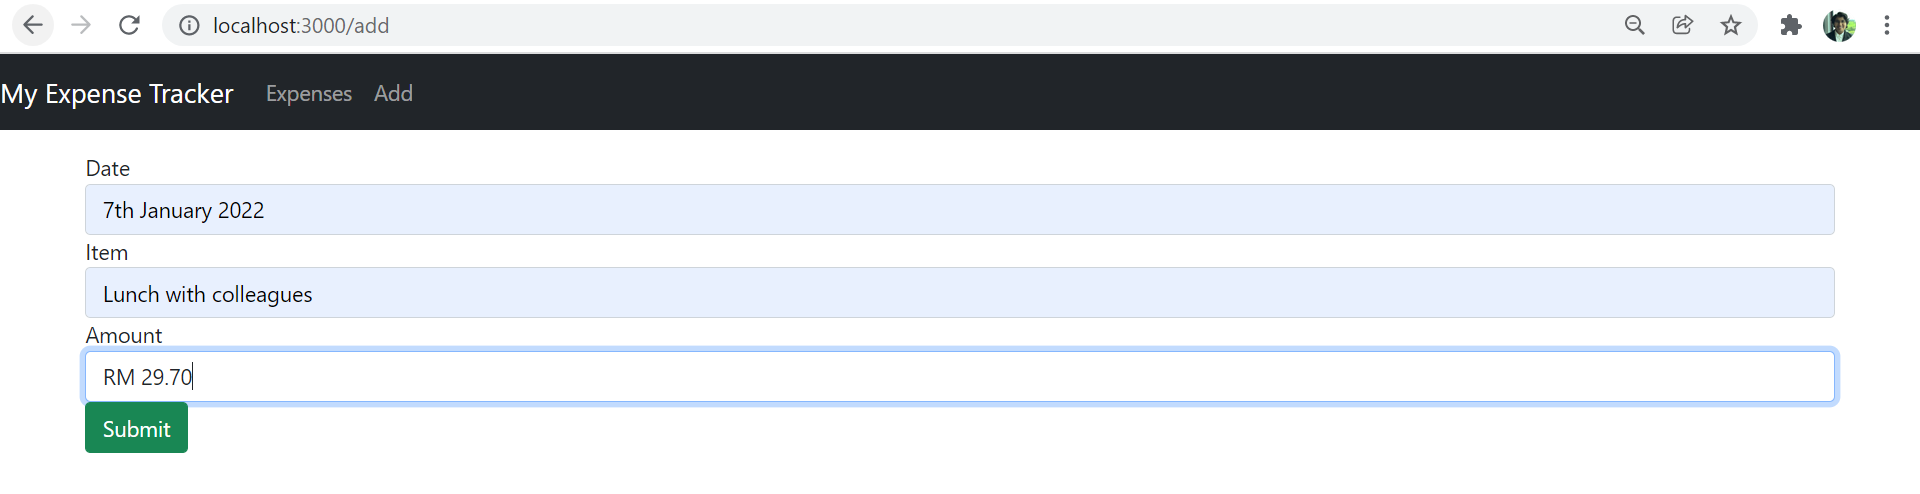 localhost:3000/add
My Expense Tracker Expenses Add
Date
7th January 2022
Item
Lunch with colleagues
Amount
RM 29.70
Submit